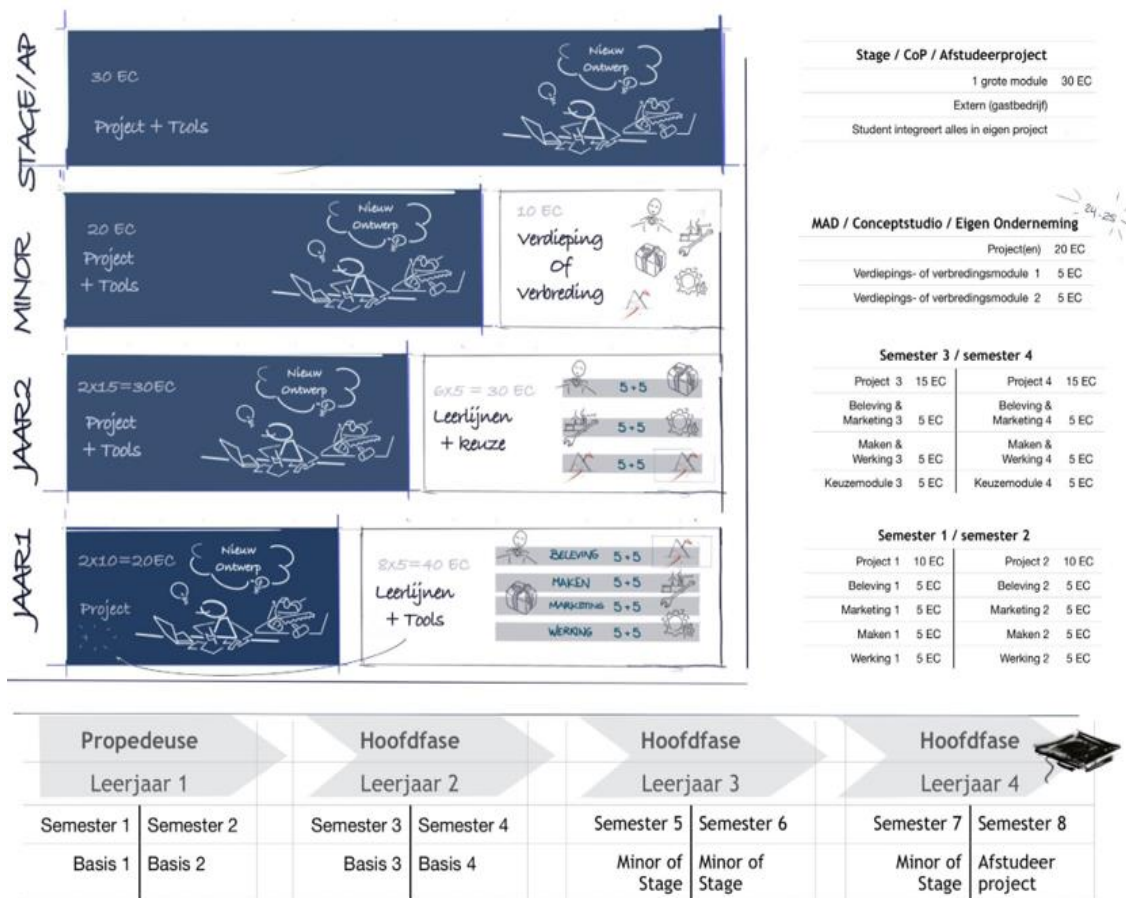 STAGE/AP
30 EC
Project + Tools
Nieuw
Ontwerp
Stage / CoP / Afstudeerproject
1 grote module 30 EC
Extern (gastbedrijf)
Student integreert alles in eigen project
MINOR
20 EC
Project
+ Tools
Nieuw
Ontwerp
10 EC
Verdieping
Of
verbreding
24-25
MAD / Conceptstudio / Eigen Onderneming
Project(en) 20 EC
Verdiepings- of verbredingsmodule 1 5 EC
Verdiepings- of verbredingsmodule 2 5 EC
JAAR2
2x15=30EC
Project
+ Tools
Nieuw
Ontwerp
6x5 = 30 EC
Leerlijnen
+ keuze
5+5
5+5
5+5
Semester 3 / semester 4
Project 3 15 EC Project 4 15 EC
Beleving & Beleving &
Marketing 3 5 EC Marketing 4 5 EC
Maken & Maken &
Werking 3 5 EC Werking 4 5 EC
Keuzemodule 3 5 EC Keuzemodule 4 5 EC
JAAR1
2x10=20EC
Project
Nieuw
Ontwerp
8x5=40 EC
Leerlijnen
+ Tools
BELEVING 5+5
MAKEN 5+5
MARKETING 5+5
WERKING 5+5
Semester 1 / semester 2
Project 1 10 EC Project 2 10 EC
Beleving 1 5 EC Beleving 2 5 EC
Marketing 1 5 EC Marketing 2 5 EC
Maken 1 5 EC Maken 2 5 EC
Werking 1 5 EC Werking 2 5 EC
Propedeuse Hoofdfase Hoofdfase Hoofdfase
Leerjaar 1 Leerjaar 2 Leerjaar 3 Leerjaar 4
Semester 1 Semester 2 Semester 3 Semester 4 Semester 5 Semester 6 Semester 7 Semester 8
Basis 1 Basis 2 Basis 3 Basis 4 Minor of Minor of Minor of Afstudeer
Stage Stage Stage project